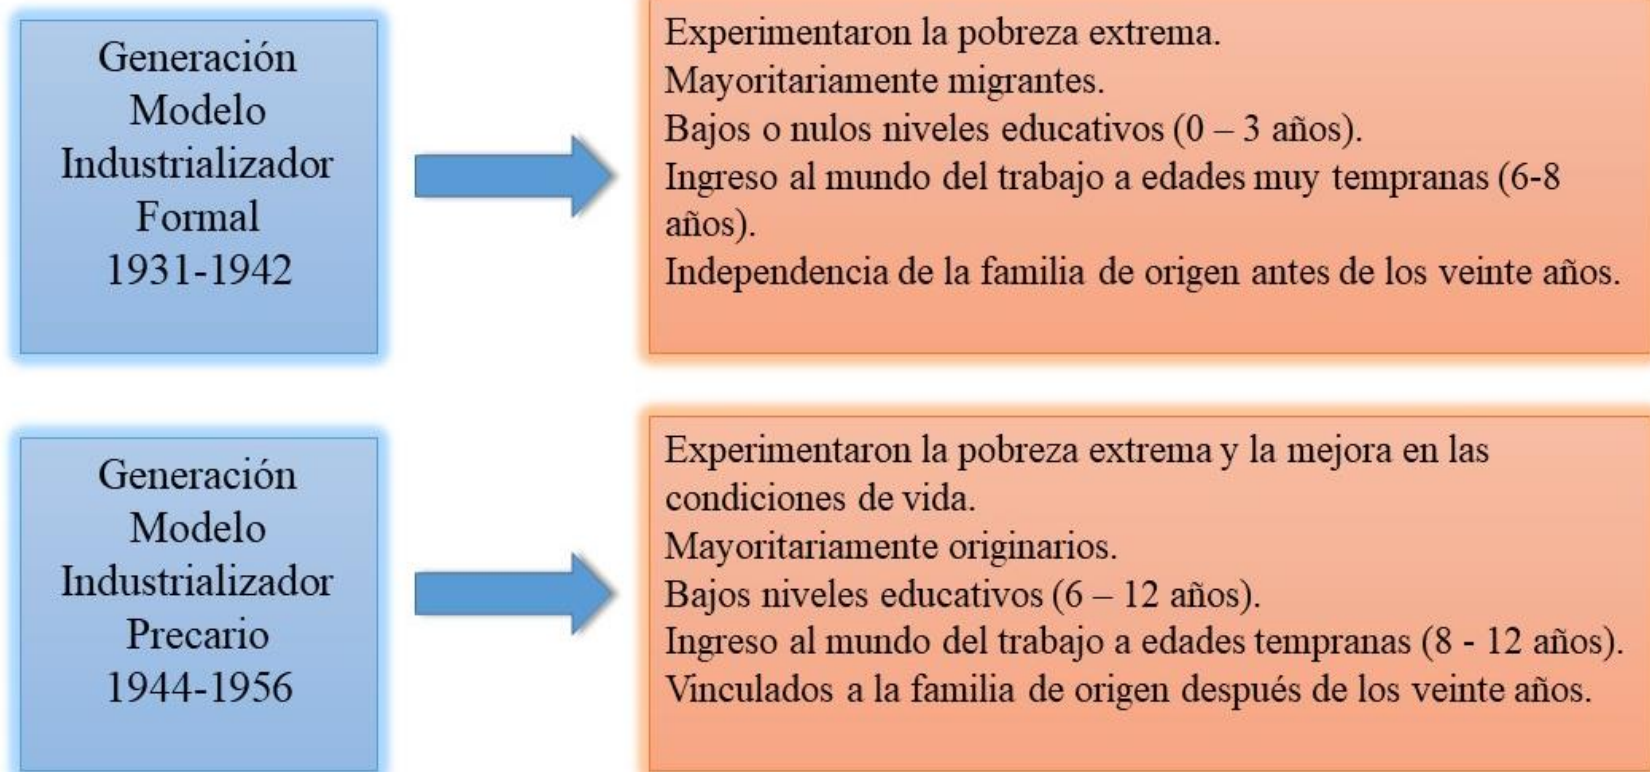 Generación
Modelo
Industrializador
Formal
1931-1942
Experimentaron la pobreza extrema.
Mayoritariamente migrantes.
Bajos o nulos niveles educativos (0 – 3 años).
Ingreso al mundo del trabajo a edades muy tempranas (6-8
años).
Independencia de la familia de origen antes de los veinte años.
Generación
Modelo
Industrializador
Precario
1944-1956
Experimentaron la pobreza extrema y la mejora en las
condiciones de vida.
Mayoritariamente originarios.
Bajos niveles educativos (6 – 12 años).
Ingreso al mundo del trabajo a edades tempranas (8 - 12 años).
Vinculados a la familia de origen después de los veinte años.